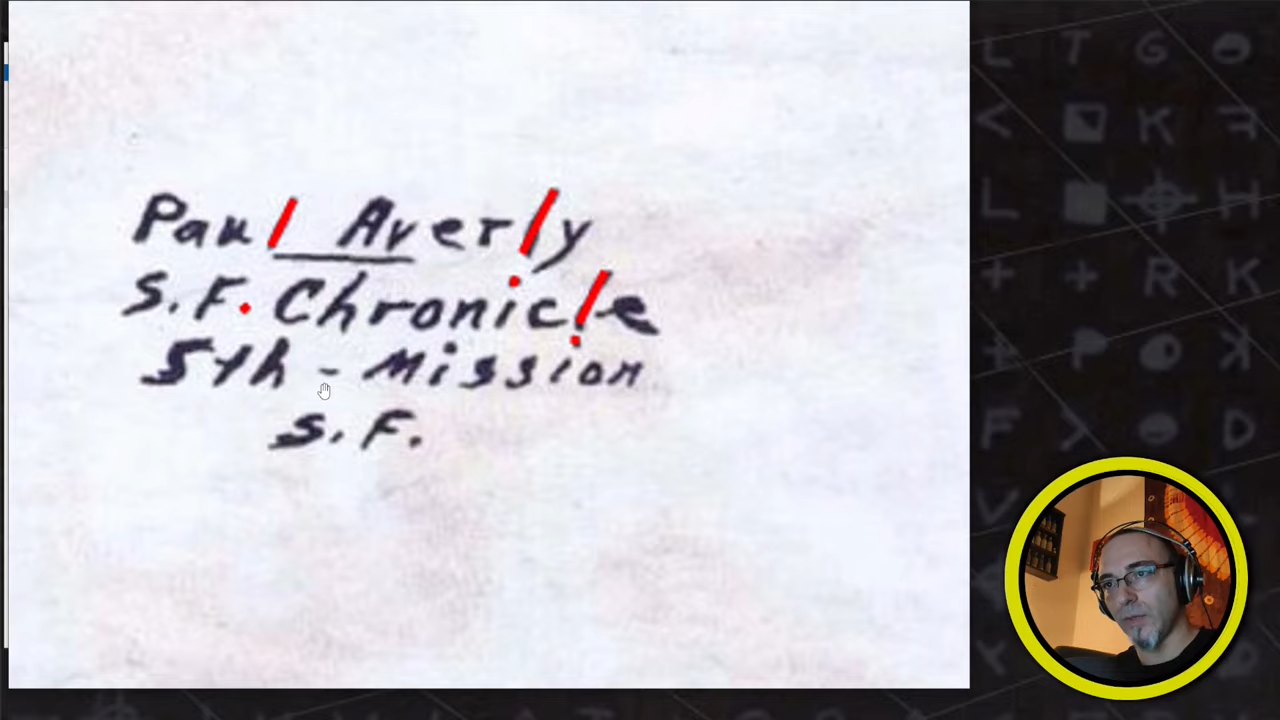 Paul Averly
S.F. Chronicle
5th - Mission
S.F.
L T G
< K
L H
+ + R K
+ P
F > D
V